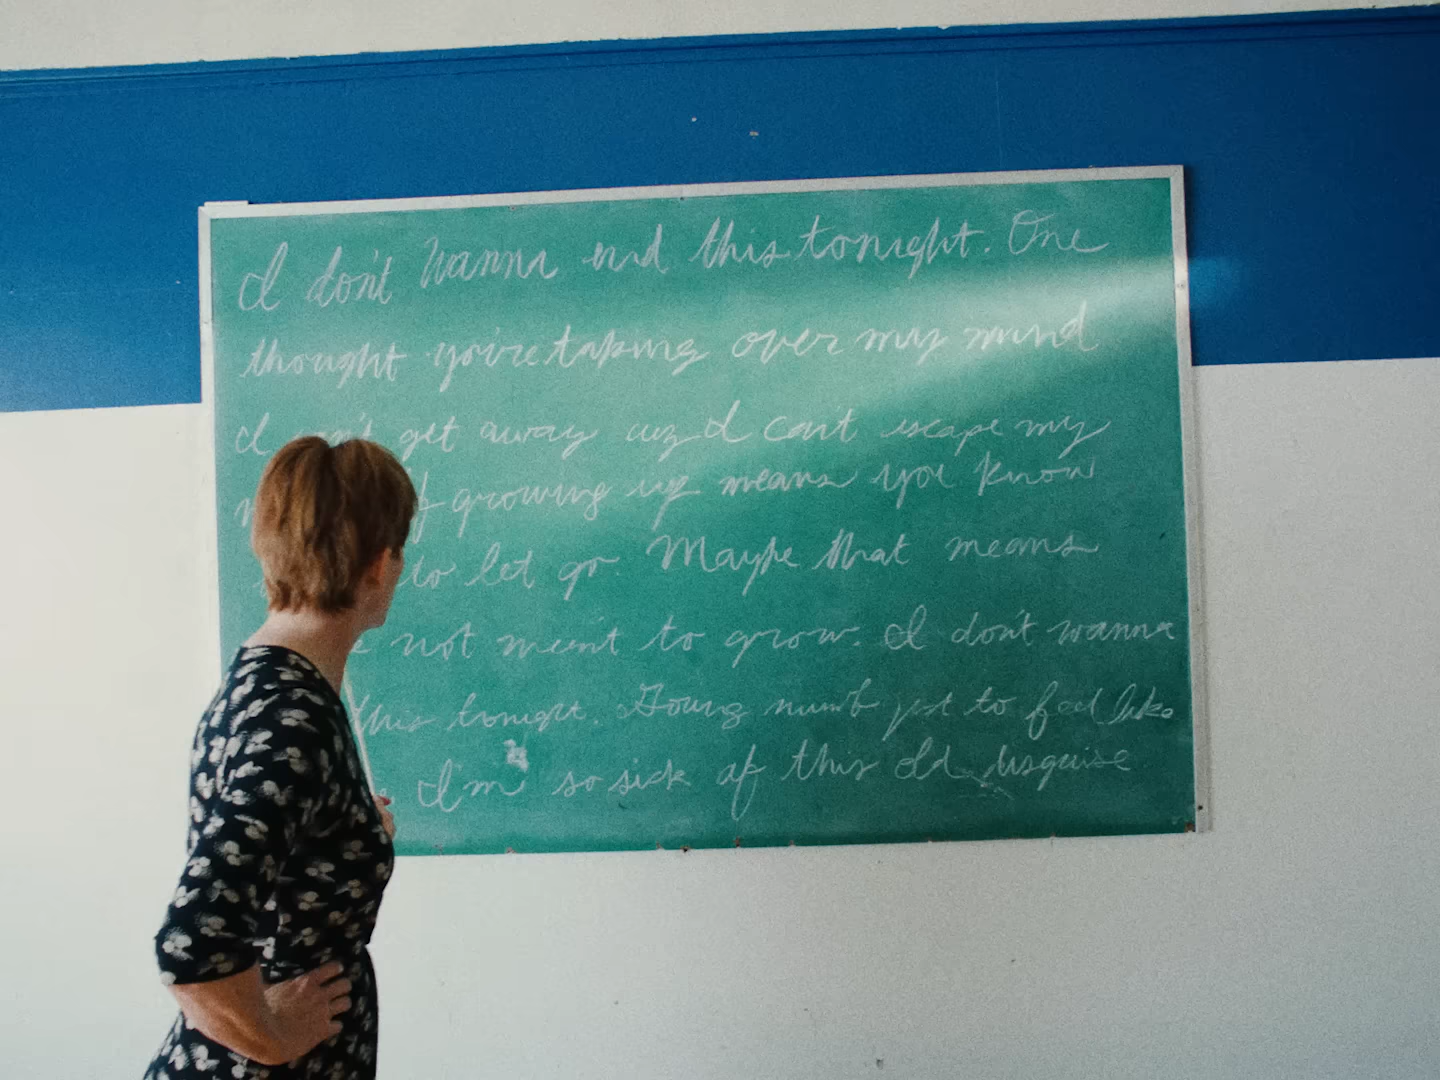 I don't wanna end this tonight. One
thought you're taking over my mind
I can't get away cuz I can't escape my
if growing up means you know
to let go. Maybe that means
not meant to grow. I don't wanna
this tonight. Going numb just to feel like
I'm so sick of this old disguise